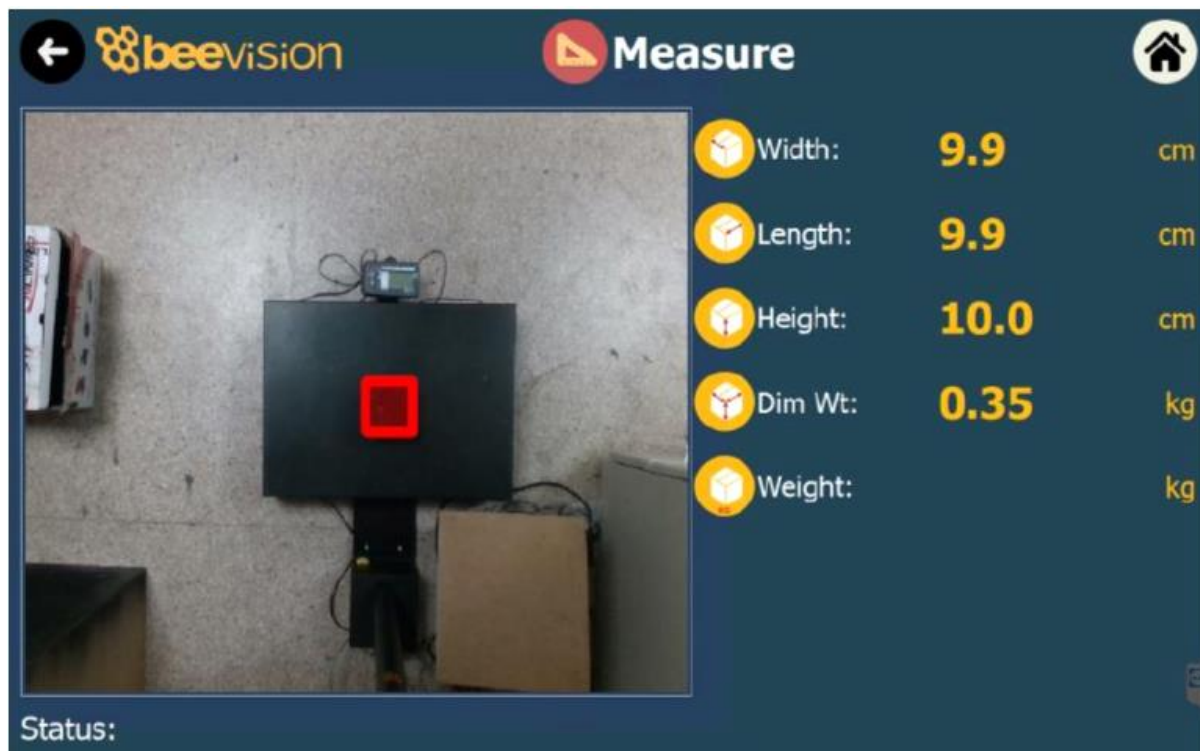 beevision
Measure
Width: 9.9 cm
Length: 9.9 cm
Height: 10.0 cm
Dim Wt: 0.35 kg
Weight: kg
Status: